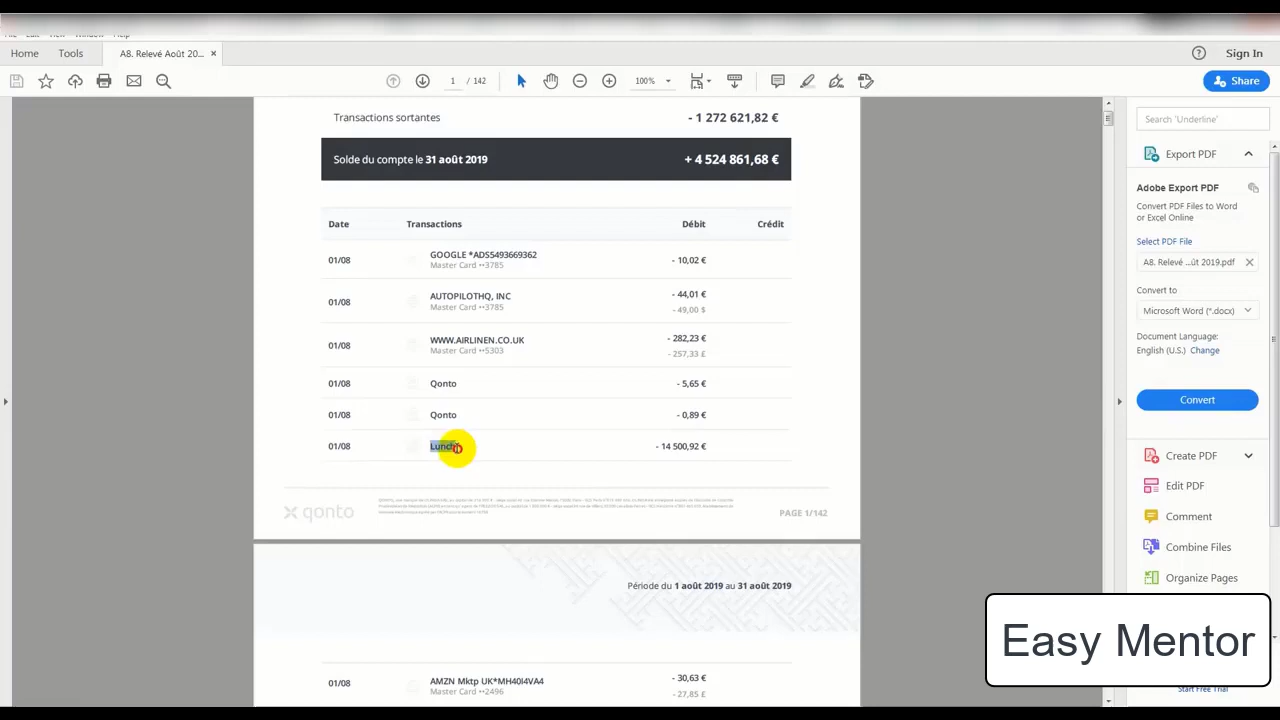 Home
Tools
A8. Relevé Août 20...
Sign In
1 / 142
100%
Share
Search 'Underline'
Export PDF
Adobe Export PDF
Convert PDF Files to Word
or Excel Online
Select PDF File
A8. Relevé ...ût 2019.pdf
Convert to
Microsoft Word (*.docx)
Document Language:
English (U.S.) Change
Convert
Create PDF
Edit PDF
Comment
Combine Files
Organize Pages
Start Free Trial
Transactions sortantes - 1 272 621,82 €
Solde du compte le 31 août 2019 + 4 524 861,68 €
Date Transactions Débit Crédit
01/08 GOOGLE *ADS5493669362 - 10,02 €
Master Card ••3785
01/08 AUTOPILOTHQ, INC - 44,01 €
Master Card ••3785 - 49,00 $
01/08 WWW.AIRLINEN.CO.UK - 282,23 €
Master Card ••5303 - 257,33 £
01/08 Qonto - 5,65 €
01/08 Qonto - 0,89 €
01/08 Lunchr - 14 500,92 €
qonto
PAGE 1/142
Période du 1 août 2019 au 31 août 2019
01/08 AMZN Mktp UK*MH40I4VA4 - 30,63 €
Master Card ••2496 - 27,85 £
Easy Mentor